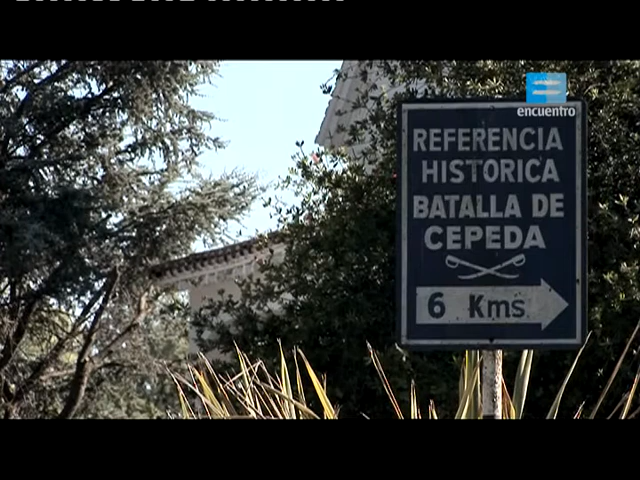 encuentro
REFERENCIA
HISTORICA
BATALLA DE
CEPEDA
6 Kms.